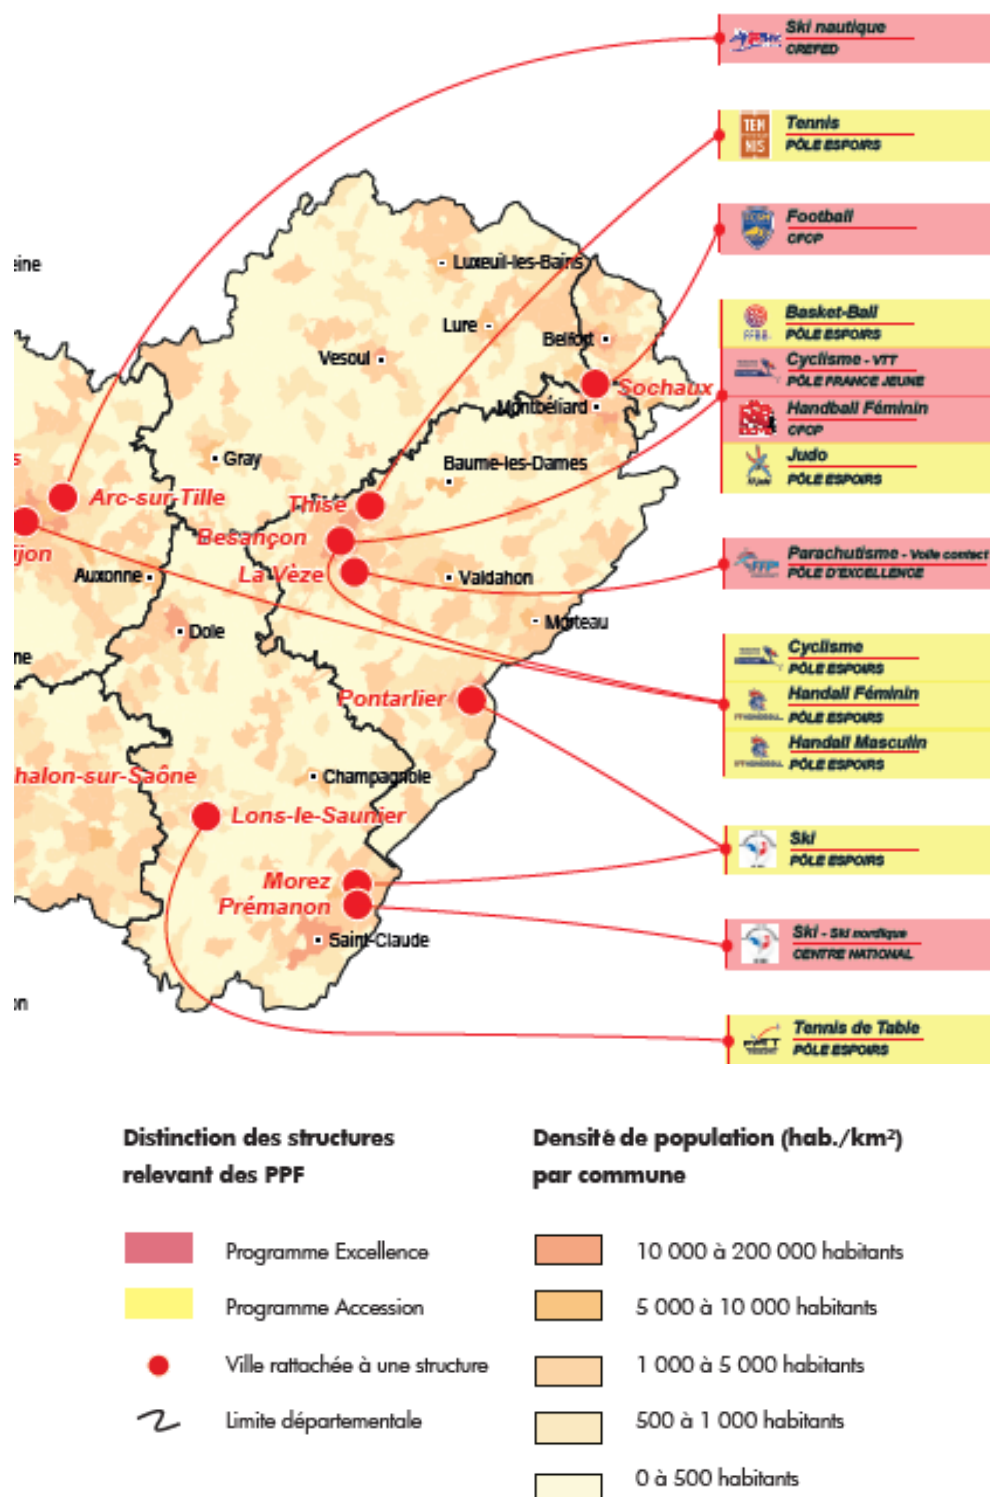 Ski nautique
CREFED
Tennis
PÔLE ESPOIRS
Football
CFCP
Basket-Ball
PÔLE ESPOIRS
Cyclisme - VTT
PÔLE FRANCE JEUNE
Handball Féminin
CFCP
Judo
PÔLE ESPOIRS
Parachutisme - Voile contact
PÔLE D'EXCELLENCE
Cyclisme
PÔLE ESPOIRS
Handall Féminin
PÔLE ESPOIRS
Handall Masculin
PÔLE ESPOIRS
Ski
PÔLE ESPOIRS
Ski - Ski nordique
CENTRE NATIONAL
Tennis de Table
PÔLE ESPOIRS
TEN
NIS
FFBB
eine
Luxeuil-les-Bains
Lure
Belfort
Vesoul
Sochaux
Montbéliard
Gray
Baume-les-Dames
s
Arc-sur-Tille
Thise
Besançon
ijon
La Vèze
Auxonne
Valdahon
Dole
Morteau
ne
Pontarlier
halon-sur-Saône
Champagnole
Lons-le-Saunier
Morez
Prémanon
Saint-Claude
on
Distinction des structures
relevant des PPF
Programme Excellence
Programme Accession
Ville rattachée à une structure
Limite départementale
Densité de population (hab./km²)
par commune
10 000 à 200 000 habitants
5 000 à 10 000 habitants
1 000 à 5 000 habitants
500 à 1 000 habitants
0 à 500 habitants